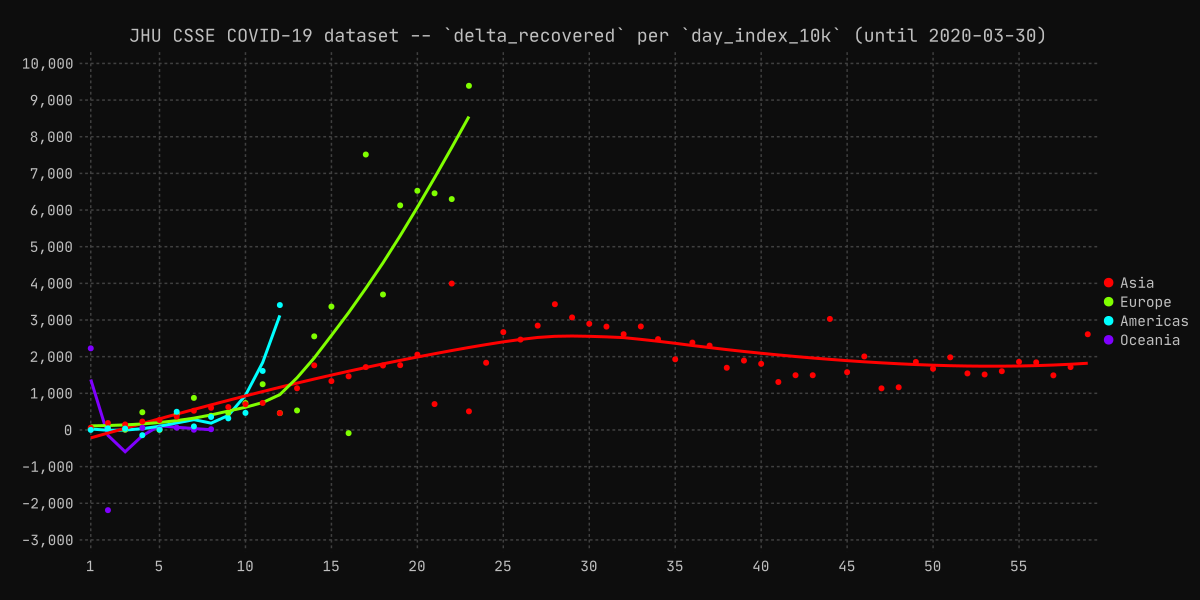 JHU CSSE COVID-19 dataset -- `delta_recovered` per `day_index_10k` (until 2020-03-30)
10,000
9,000
8,000
7,000
6,000
5,000
4,000
3,000
2,000
1,000
0
-1,000
-2,000
-3,000
1 5 10 15 20 25 30 35 40 45 50 55
Asia
Europe
Americas
Oceania